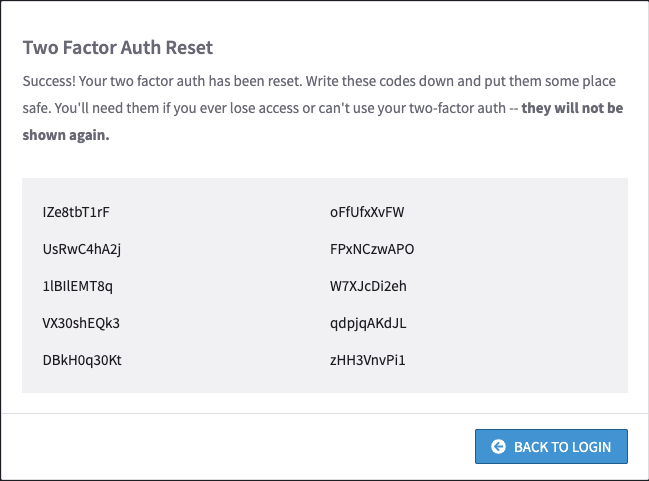 Two Factor Auth Reset
Success! Your two factor auth has been reset. Write these codes down and put them some place
safe. You'll need them if you ever lose access or can't use your two-factor auth -- they will not be
shown again.
IZe8tbT1rF
oFfUfxXvFW
UsRwC4hA2j
FPxNCzwAPO
1lBIlEMT8q
W7XJcDi2eh
VX30shEQk3
qdpjqAKdJL
DBkH0q30Kt
zHH3VnvPi1
BACK TO LOGIN